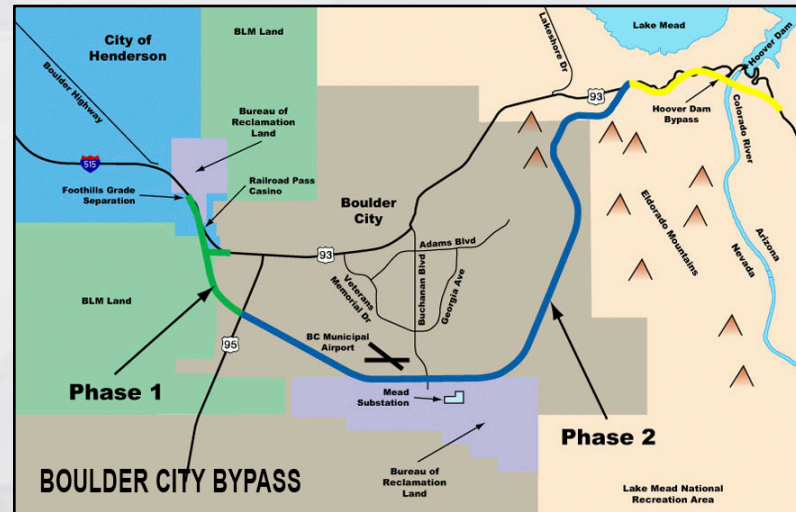 City of
Henderson
BLM Land
Boulder Highway
Bureau of
Reclamation
Land
515
Foothills Grade
Separation
Railroad Pass
Casino
Lakeshore Dr
Lake Mead
Hoover Dam
93
Hoover Dam
Bypass
Colorado River
Boulder
City
Adams Blvd
93
Veterans
Memorial Dr
Buchanan Blvd
Georgia Ave
Eldorado Mountains
Arizona
Nevada
BLM Land
95
BC Municipal
Airport
Phase 1
Mead
Substation
Phase 2
Bureau of
Reclamation
Land
BOULDER CITY BYPASS
Lake Mead National
Recreation Area